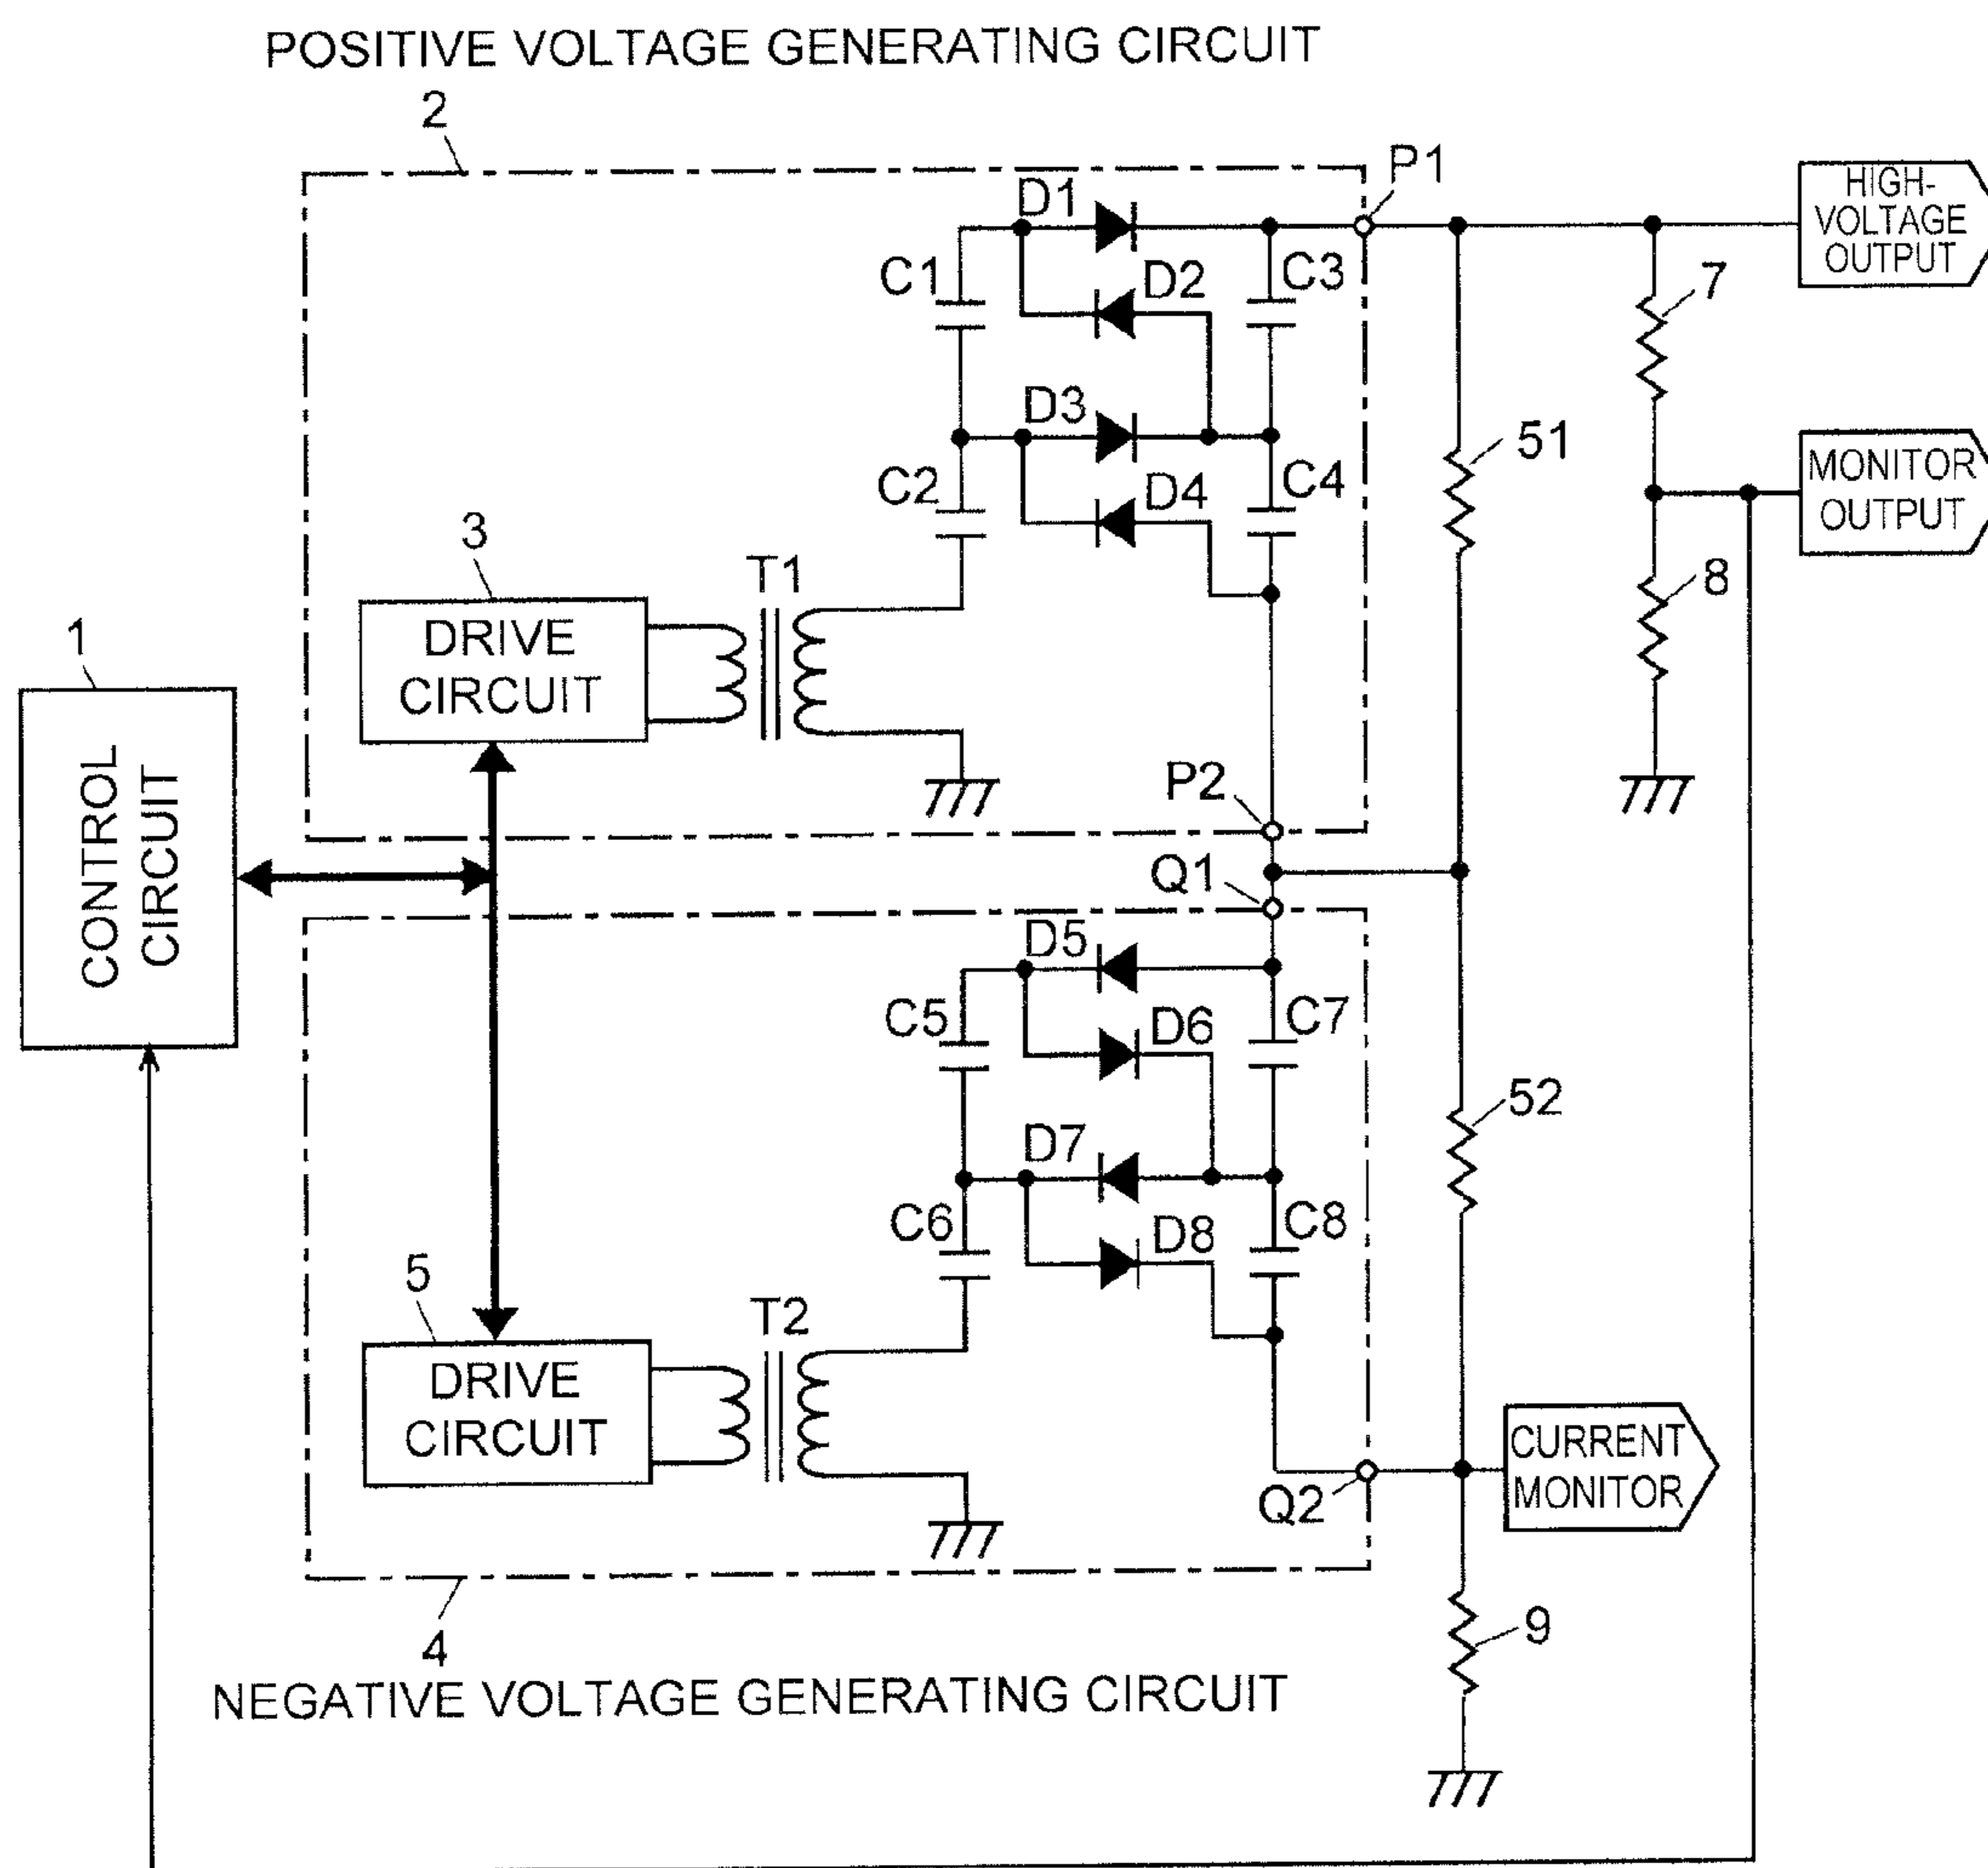 POSITIVE VOLTAGE GENERATING CIRCUIT
2
P1
HIGH-
VOLTAGE
OUTPUT
D1
C1
D2
C3
7
D3
51
MONITOR
OUTPUT
C2
D4
C4
3
T1
8
DRIVE
CIRCUIT
1
CONTROL
CIRCUIT
P2
Q1
D5
C5
D6
C7
52
D7
C6
D8
C8
5
T2
DRIVE
CIRCUIT
CURRENT
MONITOR
Q2
4
9
NEGATIVE VOLTAGE GENERATING CIRCUIT